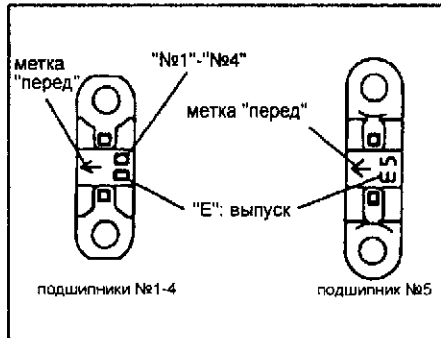 метка
"перед"
"№1"-"№4"
метка "перед"
E5
"E": выпуск
подшипники №1-4
подшипник №5